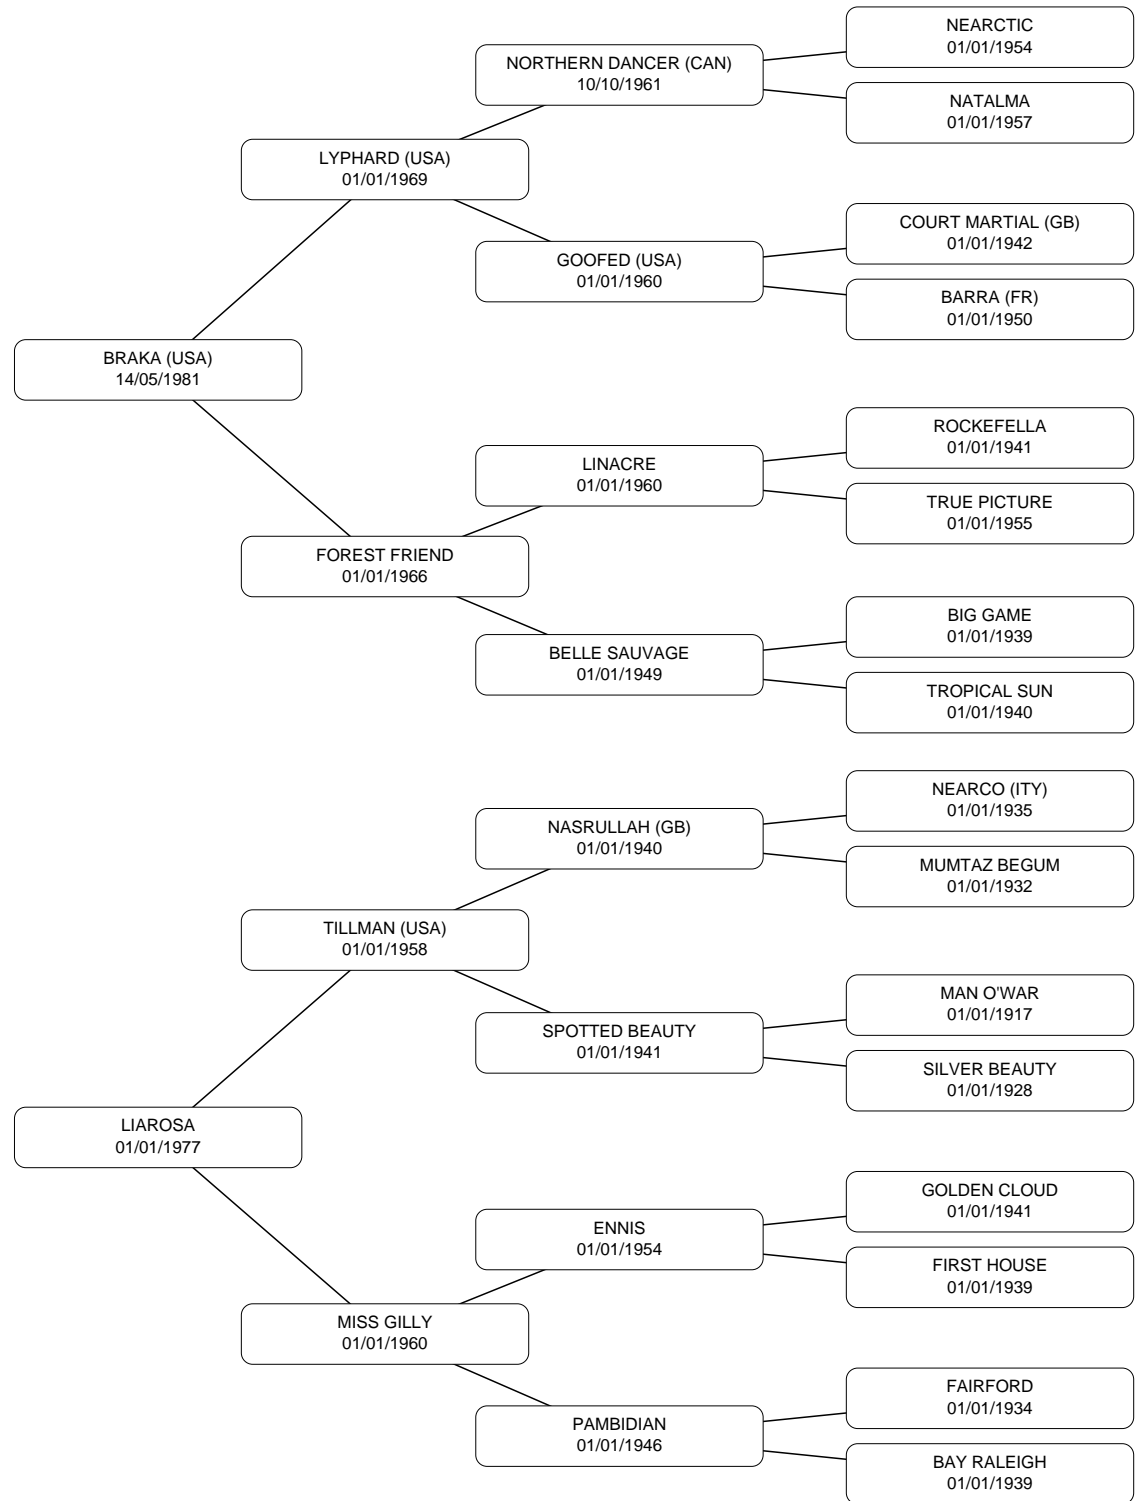 NEARCTIC
01/01/1954
NORTHERN DANCER (CAN)
10/10/1961
NATALMA
01/01/1957
LYPHARD (USA)
01/01/1969
COURT MARTIAL (GB)
01/01/1942
GOOFED (USA)
01/01/1960
BARRA (FR)
01/01/1950
BRAKA (USA)
14/05/1981
ROCKEFELLA
01/01/1941
LINACRE
01/01/1960
TRUE PICTURE
01/01/1955
FOREST FRIEND
01/01/1966
BIG GAME
01/01/1939
BELLE SAUVAGE
01/01/1949
TROPICAL SUN
01/01/1940
NEARCO (ITY)
01/01/1935
NASRULLAH (GB)
01/01/1940
MUMTAZ BEGUM
01/01/1932
TILLMAN (USA)
01/01/1958
MAN O'WAR
01/01/1917
SPOTTED BEAUTY
01/01/1941
SILVER BEAUTY
01/01/1928
LIAROSA
01/01/1977
GOLDEN CLOUD
01/01/1941
ENNIS
01/01/1954
FIRST HOUSE
01/01/1939
MISS GILLY
01/01/1960
FAIRFORD
01/01/1934
PAMBIDIAN
01/01/1946
BAY RALEIGH
01/01/1939